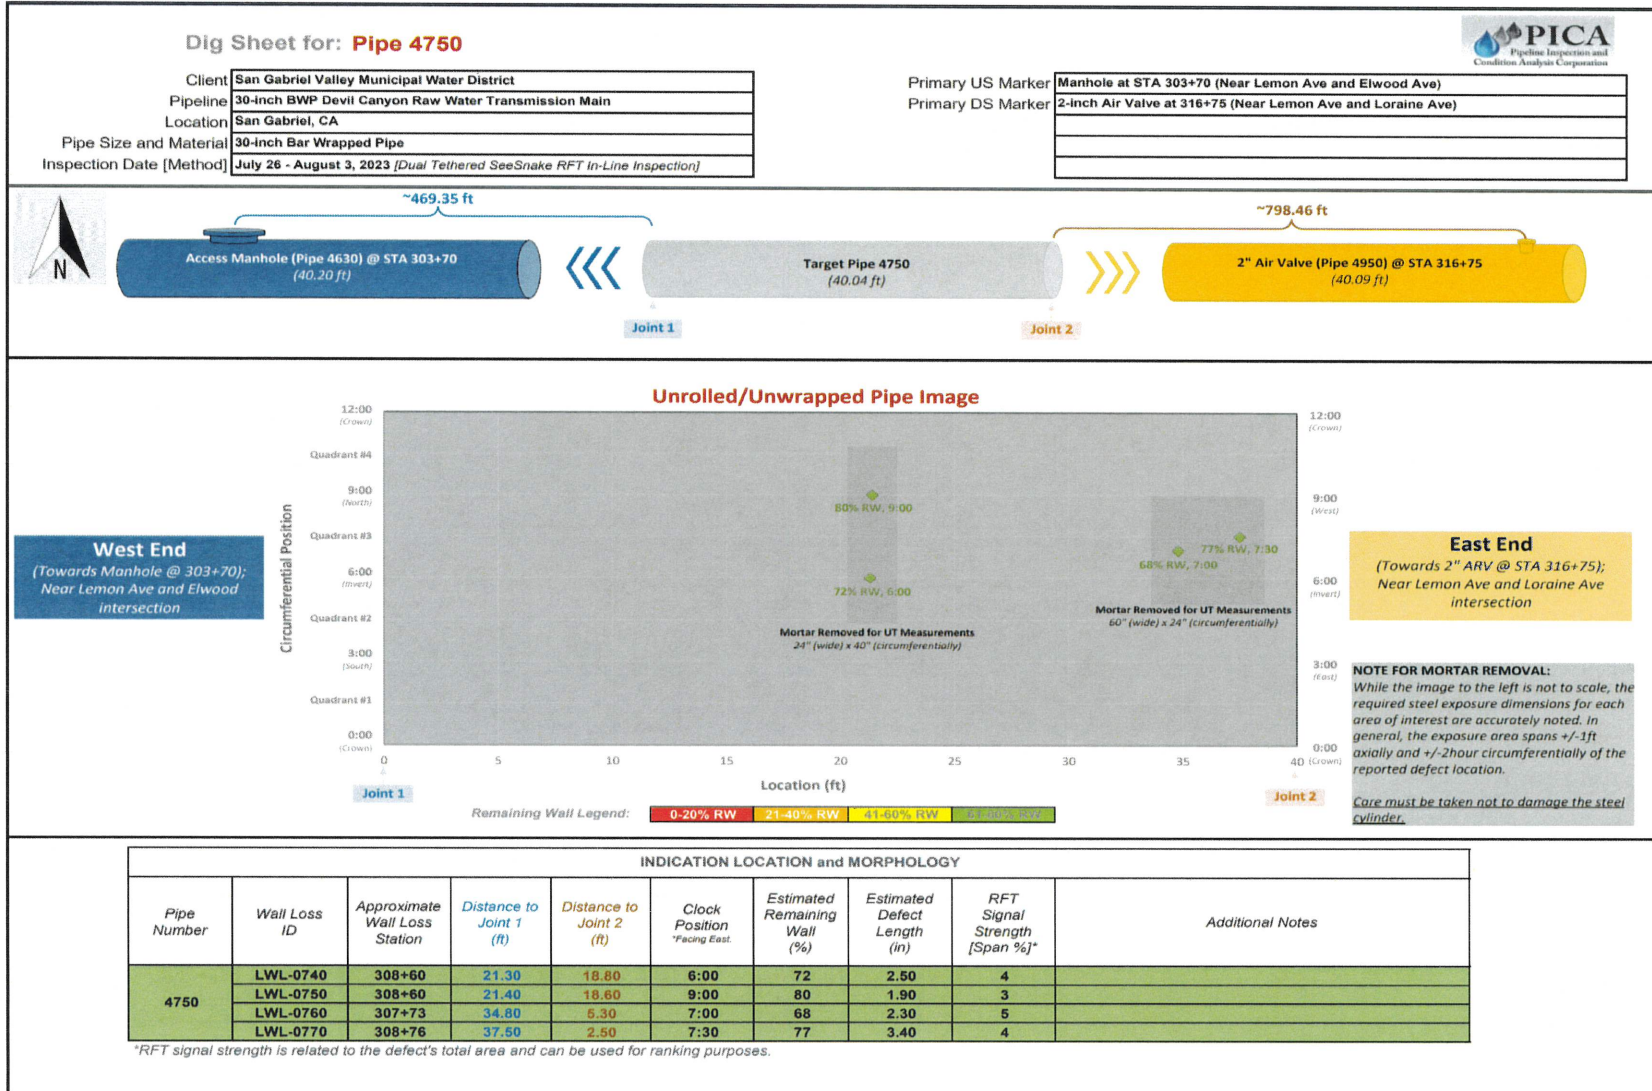 Dig Sheet for: Pipe 4750
PICA
Pipeline Inspection and
Condition Analysis Corporation
Client San Gabriel Valley Municipal Water District
Pipeline 30-inch BWP Devil Canyon Raw Water Transmission Main
Location San Gabriel, CA
Pipe Size and Material 30-inch Bar Wrapped Pipe
Inspection Date [Method] July 26 - August 3, 2023 [Dual Tethered SeeSnake RFT In-Line Inspection]
Primary US Marker Manhole at STA 303+70 (Near Lemon Ave and Elwood Ave)
Primary DS Marker 2-inch Air Valve at 316+75 (Near Lemon Ave and Loraine Ave)
N
~469.35 ft
~798.46 ft
Access Manhole (Pipe 4630) @ STA 303+70
(40.20 ft)
Target Pipe 4750
(40.04 ft)
2" Air Valve (Pipe 4950) @ STA 316+75
(40.09 ft)
Joint 1
Joint 2
Unrolled/Unwrapped Pipe Image
Circumferential Position
12:00
(Crown)
Quadrant #4
9:00
(North)
Quadrant #3
6:00
(Invert)
Quadrant #2
3:00
(South)
Quadrant #1
0:00
(Crown)
80% RW, 9:00
72% RW, 6:00
Mortar Removed for UT Measurements
24" (wide) x 40" (circumferentially)
77% RW, 7:30
68% RW, 7:00
Mortar Removed for UT Measurements
60" (wide) x 24" (circumferentially)
12:00
(Crown)
9:00
(West)
6:00
(Invert)
3:00
(East)
0:00
(Crown)
0 5 10 15 20 25 30 35 40
Location (ft)
Joint 1
Joint 2
West End
(Towards Manhole @ 303+70);
Near Lemon Ave and Elwood
intersection
East End
(Towards 2" ARV @ STA 316+75);
Near Lemon Ave and Loraine Ave
intersection
NOTE FOR MORTAR REMOVAL:
While the image to the left is not to scale, the
required steel exposure dimensions for each
area of interest are accurately noted. In
general, the exposure area spans +/-1ft
axially and +/-2hour circumferentially of the
reported defect location.
Care must be taken not to damage the steel
cylinder.
Remaining Wall Legend: 0-20% RW 21-40% RW 41-60% RW 61-80% RW
INDICATION LOCATION and MORPHOLOGY
Pipe
Number
Wall Loss
ID
Approximate
Wall Loss
Station
Distance to
Joint 1
(ft)
Distance to
Joint 2
(ft)
Clock
Position
*Facing East.
Estimated
Remaining
Wall
(%)
Estimated
Defect
Length
(in)
RFT
Signal
Strength
[Span %]*
Additional Notes
4750
LWL-0740 308+60 21.30 18.80 6:00 72 2.50 4
LWL-0750 308+60 21.40 18.60 9:00 80 1.90 3
LWL-0760 307+73 34.80 5.30 7:00 68 2.30 5
LWL-0770 308+76 37.50 2.50 7:30 77 3.40 4
*RFT signal strength is related to the defect's total area and can be used for ranking purposes.